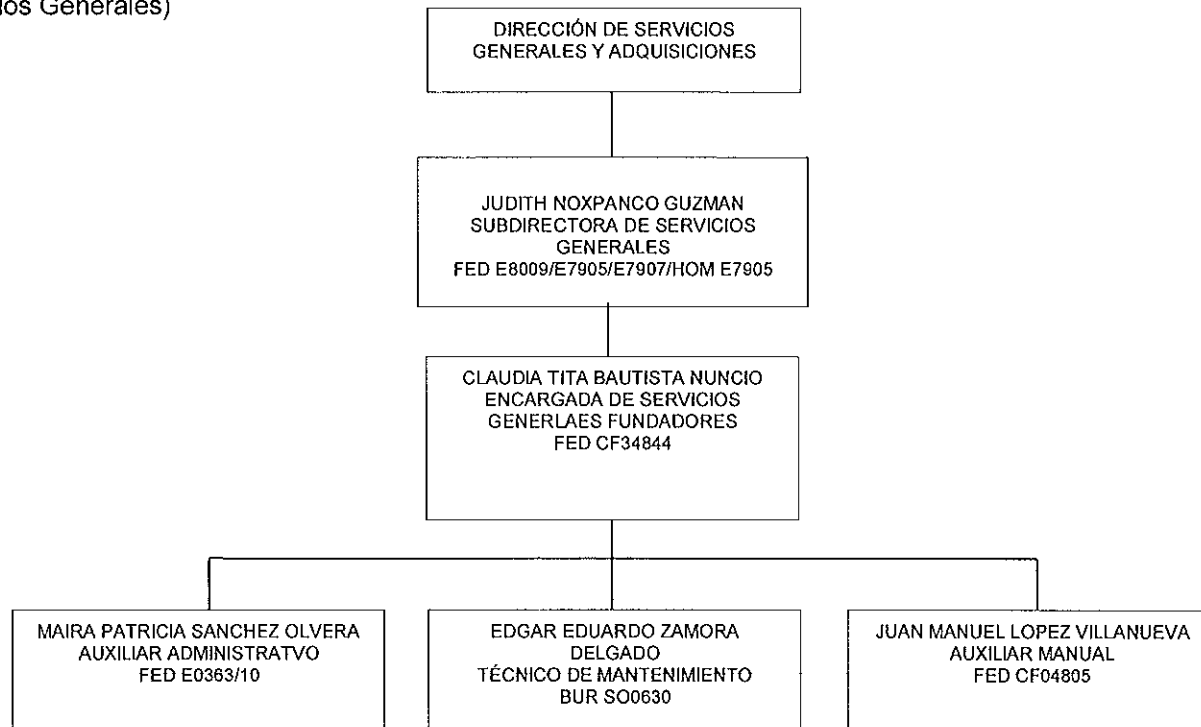 los Generales)
DIRECCIÓN DE SERVICIOS
GENERALES Y ADQUISICIONES
JUDITH NOXPANCO GUZMAN
SUBDIRECTORA DE SERVICIOS
GENERALES
FED E8009/E7905/E7907/HOM E7905
CLAUDIA TITA BAUTISTA NUNCIO
ENCARGADA DE SERVICIOS
GENERLAES FUNDADORES
FED CF34844
MAIRA PATRICIA SANCHEZ OLVERA
AUXILIAR ADMINISTRATVO
FED E0363/10
EDGAR EDUARDO ZAMORA
DELGADO
TÉCNICO DE MANTENIMIENTO
BUR SO0630
JUAN MANUEL LOPEZ VILLANUEVA
AUXILIAR MANUAL
FED CF04805